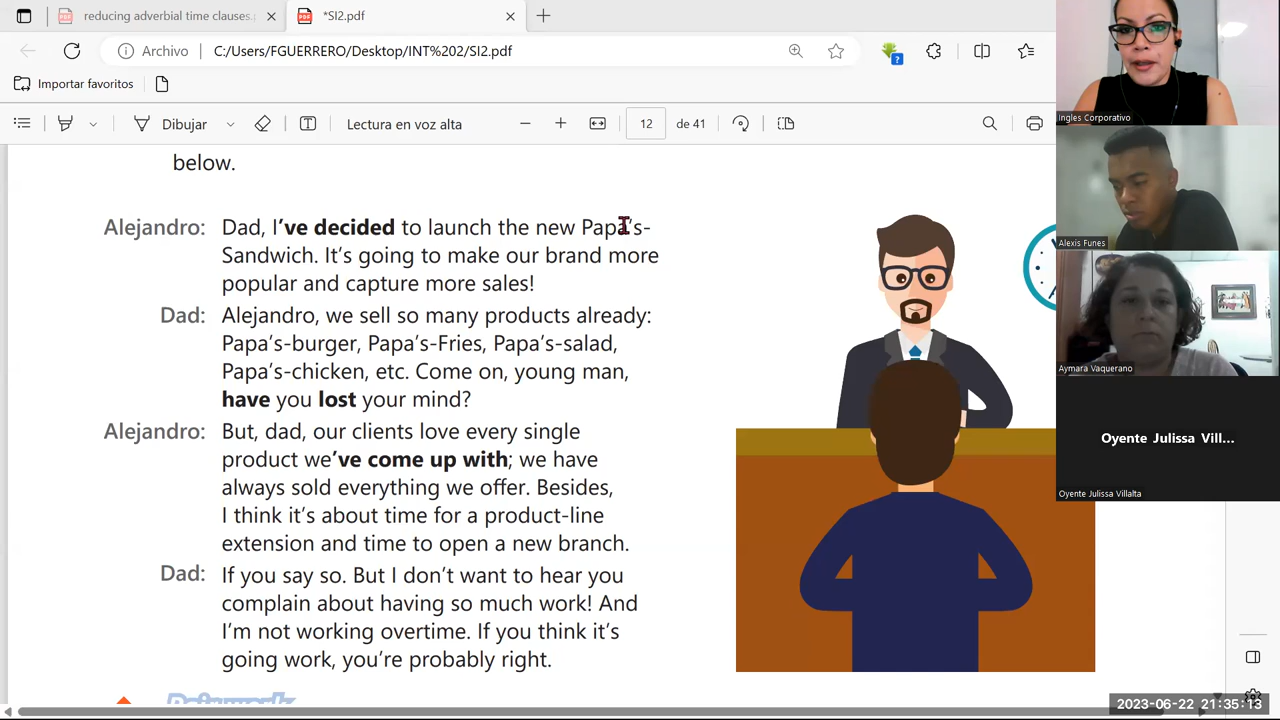 reducing adverbial time clauses.
*SI2.pdf
Archivo
C:/Users/FGUERRERO/Desktop/INT%202/SI2.pdf
Importar favoritos
Dibujar
Lectura en voz alta
12
de 41
below.
Alejandro: Dad, I've decided to launch the new Papa's-
Sandwich. It's going to make our brand more
popular and capture more sales!
Dad: Alejandro, we sell so many products already:
Papa's-burger, Papa's-Fries, Papa's-salad,
Papa's-chicken, etc. Come on, young man,
have you lost your mind?
Alejandro: But, dad, our clients love every single
product we've come up with; we have
always sold everything we offer. Besides,
I think it's about time for a product-line
extension and time to open a new branch.
Dad: If you say so. But I don't want to hear you
complain about having so much work! And
I'm not working overtime. If you think it's
going work, you're probably right.
Ingles Corporativo
Alexis Funes
Aymara Vaquerano
Oyente Julissa Vill...
Oyente Julissa Villalta
2023-06-22 21:35:13